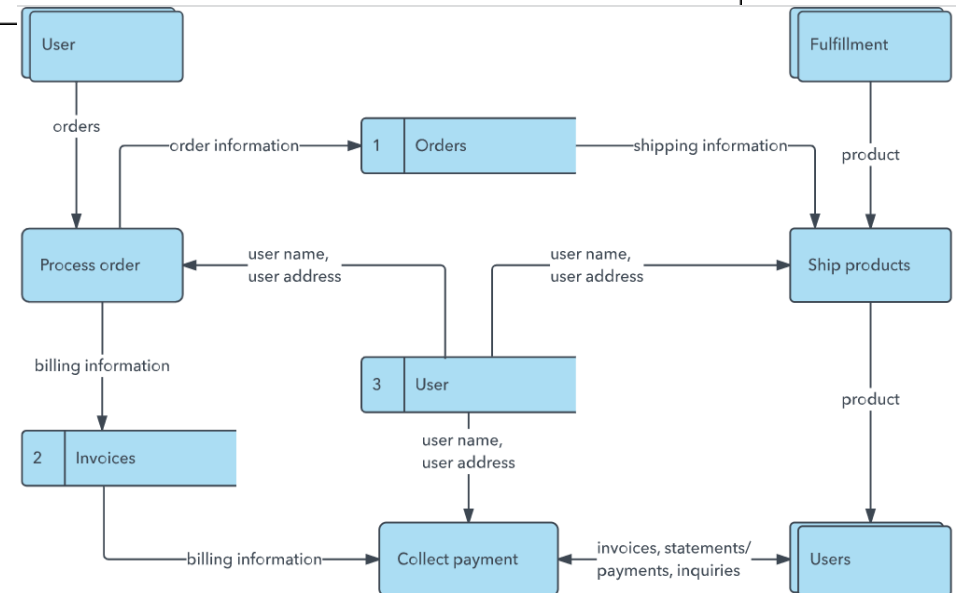 User
Fulfillment
orders
order information
1
Orders
shipping information
product
Process order
user name,
user address
user name,
user address
Ship products
billing information
3
User
product
2
Invoices
user name,
user address
billing information
Collect payment
invoices, statements/
payments, inquiries
Users